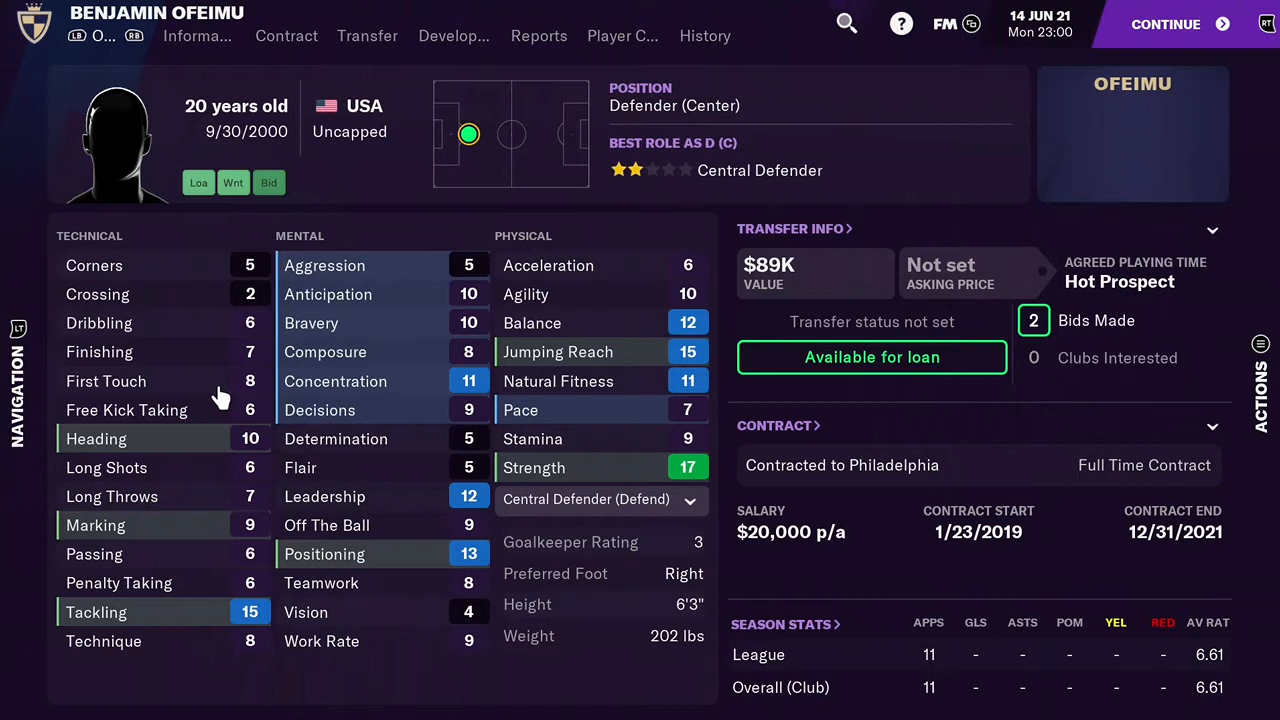 BENJAMIN OFEIMU
LB O... RB Informa... Contract Transfer Develop... Reports Player C... History
? FM 14 JUN 21
Mon 23:00
CONTINUE RT
20 years old
9/30/2000
USA
Uncapped
Loa Wnt Bid
POSITION
Defender (Center)
BEST ROLE AS D (C)
Central Defender
OFEIMU
NAVIGATION LT
ACTIONS
TECHNICAL
Corners 5
Crossing 2
Dribbling 6
Finishing 7
First Touch 8
Free Kick Taking 6
Heading 10
Long Shots 6
Long Throws 7
Marking 9
Passing 6
Penalty Taking 6
Tackling 15
Technique 8
MENTAL
Aggression 5
Anticipation 10
Bravery 10
Composure 8
Concentration 11
Decisions 9
Determination 5
Flair 5
Leadership 12
Off The Ball 9
Positioning 13
Teamwork 8
Vision 4
Work Rate 9
PHYSICAL
Acceleration 6
Agility 10
Balance 12
Jumping Reach 15
Natural Fitness 11
Pace 7
Stamina 9
Strength 17
Central Defender (Defend)
Goalkeeper Rating 3
Preferred Foot Right
Height 6'3"
Weight 202 lbs
TRANSFER INFO
$89K
VALUE
Not set
ASKING PRICE
AGREED PLAYING TIME
Hot Prospect
Transfer status not set
Available for loan
2 Bids Made
0 Clubs Interested
CONTRACT
Contracted to Philadelphia Full Time Contract
SALARY CONTRACT START CONTRACT END
$20,000 p/a 1/23/2019 12/31/2021
SEASON STATS APPS GLS ASTS POM YEL RED AV RAT
League 11 - - - - - 6.61
Overall (Club) 11 - - - - - 6.61